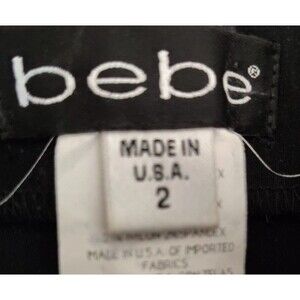 bebe®
MADE IN
U.S.A.
2
MADE IN U.S.A. OF IMPORTED
FABRICS